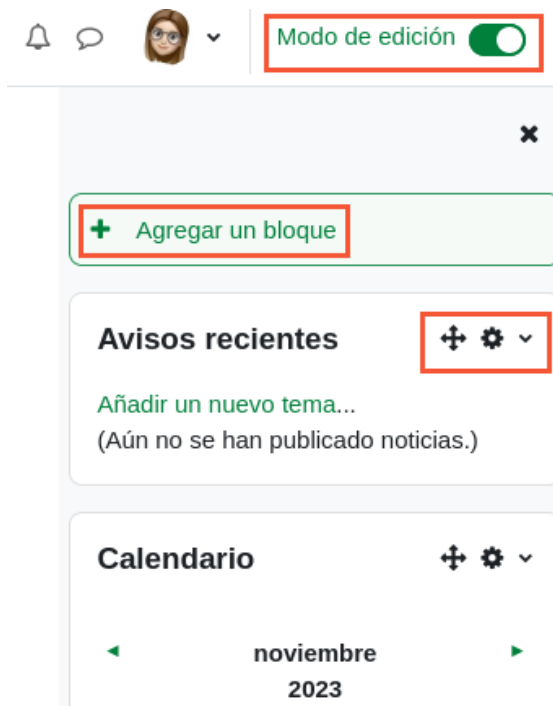 Modo de edición
Agregar un bloque
Avisos recientes
Añadir un nuevo tema...
(Aún no se han publicado noticias.)
Calendario
noviembre
2023